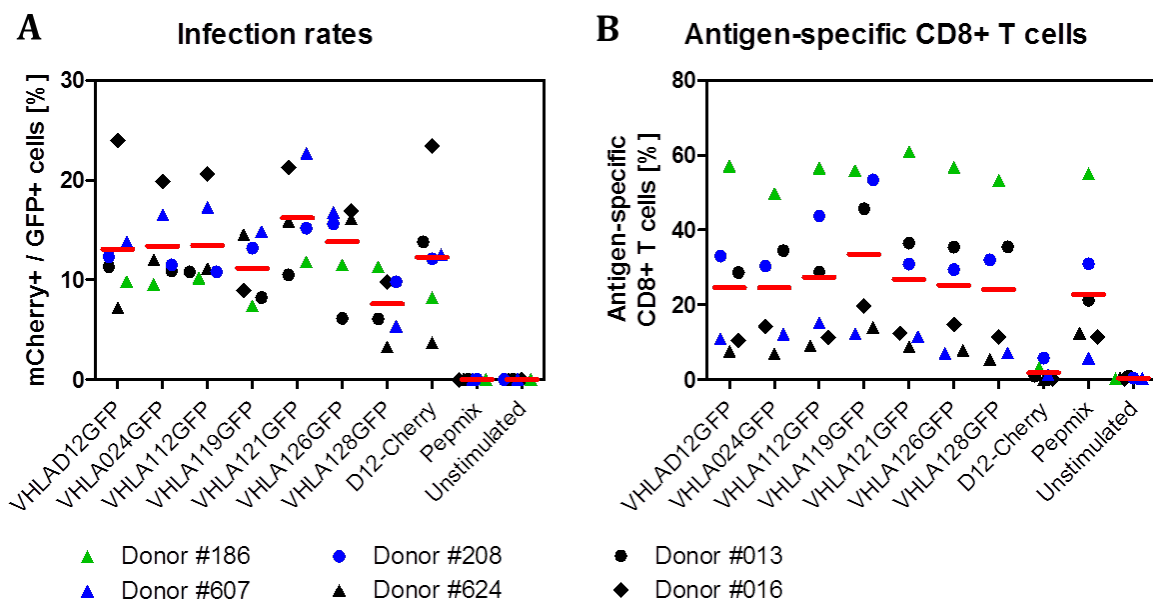 A
Infection rates
mCherry+ / GFP+ cells [%]
30
20
10
0
VHLAD12GFP
VHLA024GFP
VHLA112GFP
VHLA119GFP
VHLA121GFP
VHLA126GFP
VHLA128GFP
D12-Cherry
Pepmix
Unstimulated
B
Antigen-specific CD8+ T cells
Antigen-specific
CD8+ T cells [%]
80
60
40
20
0
VHLAD12GFP
VHLA024GFP
VHLA112GFP
VHLA119GFP
VHLA121GFP
VHLA126GFP
VHLA128GFP
D12-Cherry
Pepmix
Unstimulated
Donor #186
Donor #208
Donor #013
Donor #607
Donor #624
Donor #016